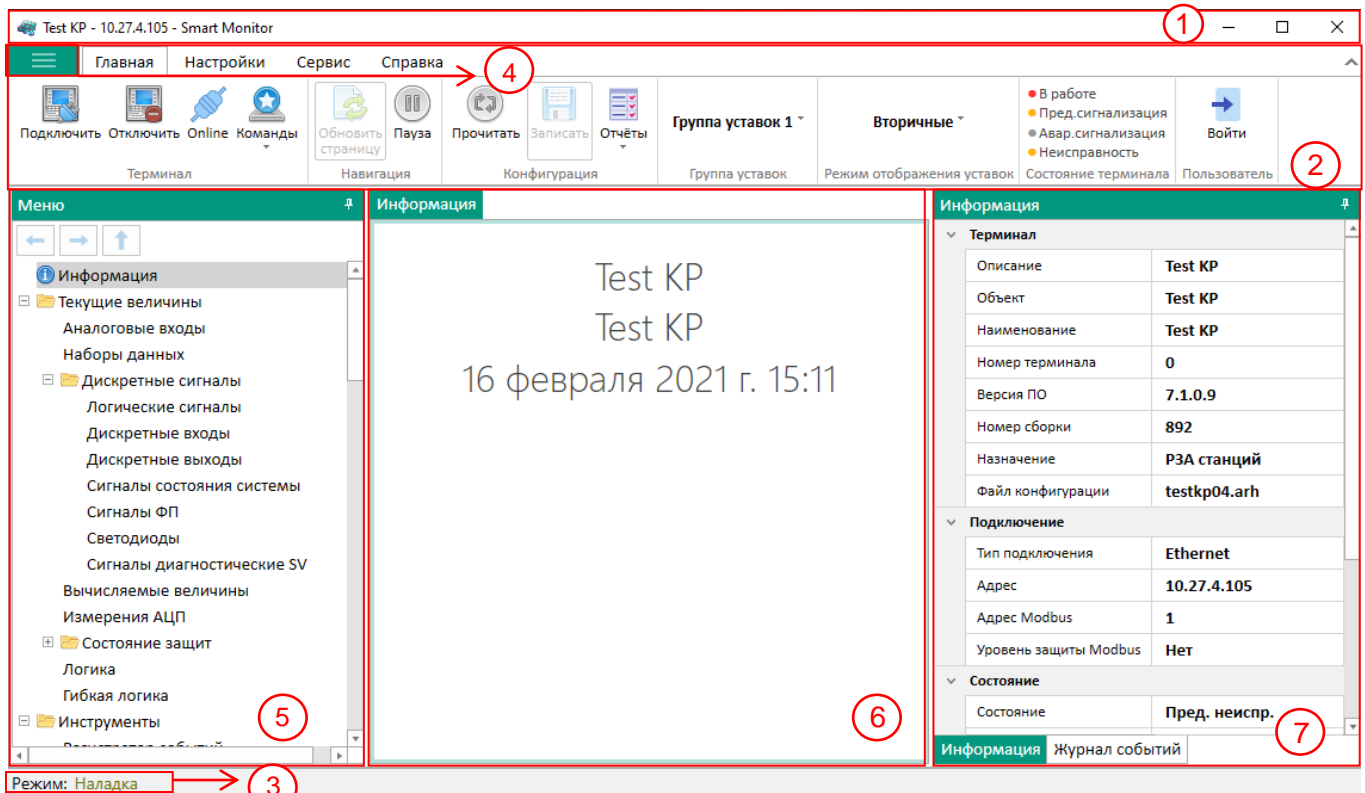 Test KP - 10.27.4.105 - Smart Monitor
1
Главная Настройки Сервис Справка
4
Подключить Отключить Online Команды
Обновить страницу Пауза
Прочитать Записать Отчёты
Группа уставок 1
Вторичные
В работе
Пред.сигнализация
Авар.сигнализация
Неисправность
Войти
2
Терминал Навигация Конфигурация Группа уставок Режим отображения уставок Состояние терминала Пользователь
Меню
Информация
Текущие величины
Аналоговые входы
Наборы данных
Дискретные сигналы
Логические сигналы
Дискретные входы
Дискретные выходы
Сигналы состояния системы
Сигналы ФП
Светодиоды
Сигналы диагностические SV
Вычисляемые величины
Измерения АЦП
Состояние защит
Логика
Гибкая логика
Инструменты
5
Информация
Test KP
Test KP
16 февраля 2021 г. 15:11
6
Информация
Терминал
Описание Test KP
Объект Test KP
Наименование Test KP
Номер терминала 0
Версия ПО 7.1.0.9
Номер сборки 892
Назначение РЗА станций
Файл конфигурации testkp04.arh
Подключение
Тип подключения Ethernet
Адрес 10.27.4.105
Адрес Modbus 1
Уровень защиты Modbus Нет
Состояние
Состояние Пред. неиспр.
7
Информация Журнал событий
Режим: Наладка
3